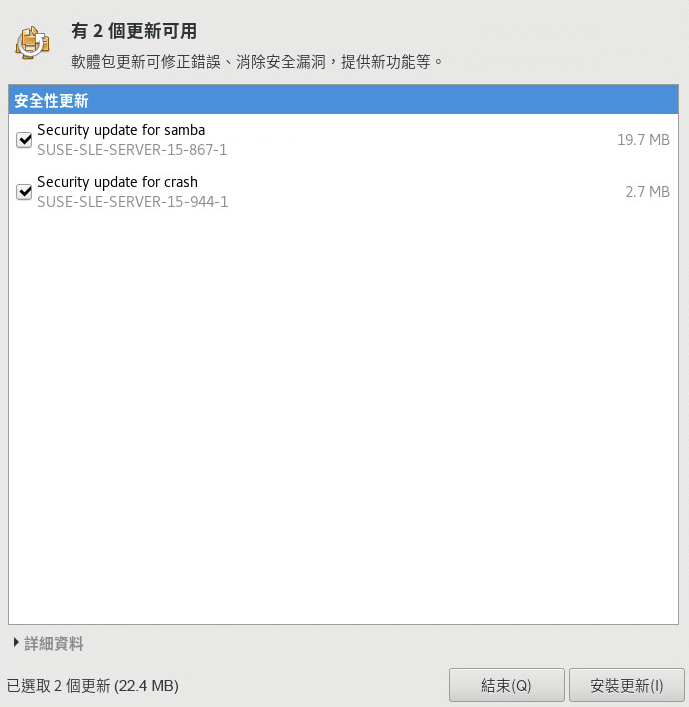 有 2 個更新可用
軟體包更新可修正錯誤、消除安全漏洞，提供新功能等。
安全性更新
Security update for samba
SUSE-SLE-SERVER-15-867-1
19.7 MB
Security update for crash
SUSE-SLE-SERVER-15-944-1
2.7 MB
詳細資料
已選取 2 個更新 (22.4 MB)
結束(Q)
安裝更新(I)